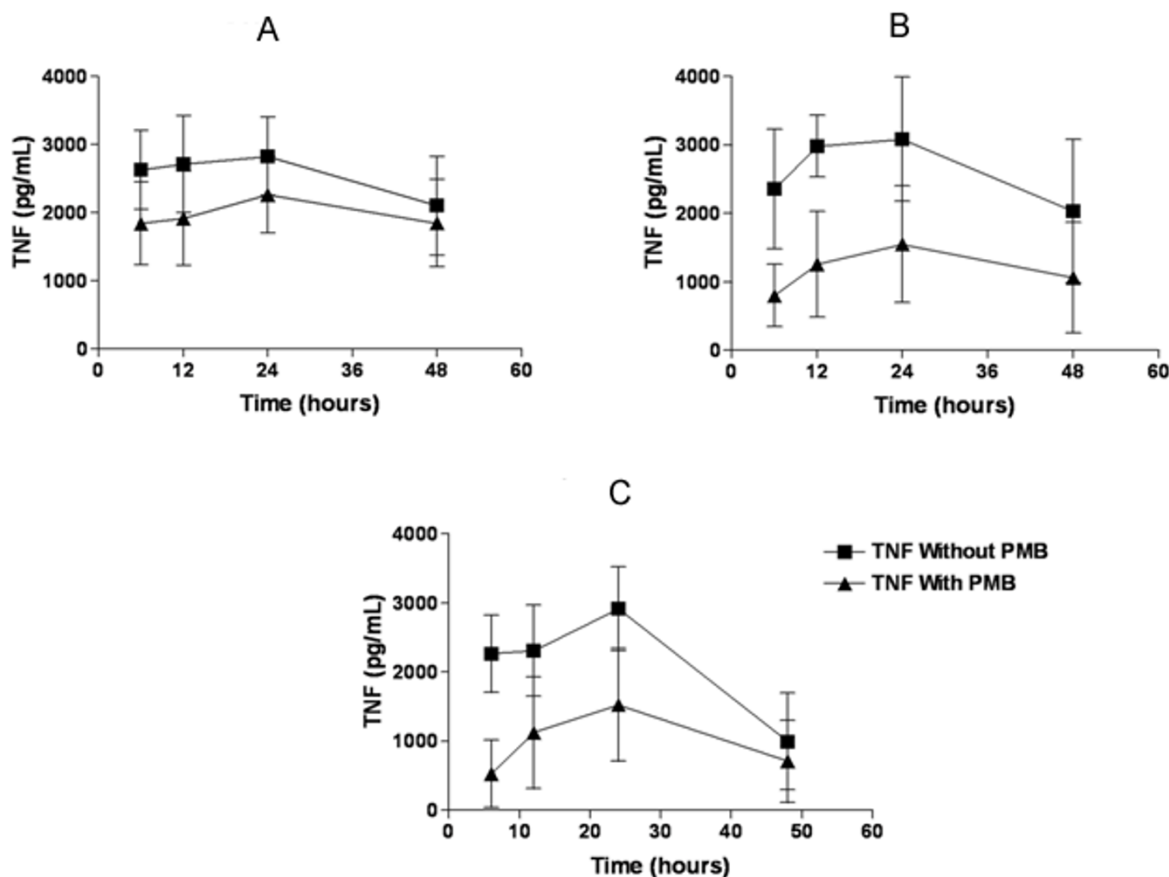 A
4000
3000
2000
1000
0
TNF (pg/mL)
0 12 24 36 48 60
Time (hours)
B
4000
3000
2000
1000
0
TNF (pg/mL)
0 12 24 36 48 60
Time (hours)
C
4000
3000
2000
1000
0
TNF (pg/mL)
0 10 20 30 40 50 60
Time (hours)
TNF Without PMB
TNF With PMB